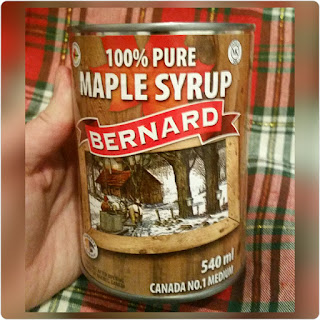 100% PURE
MAPLE SYRUP
BERNARD
540 ml
CANADA NO.1 MEDIUM